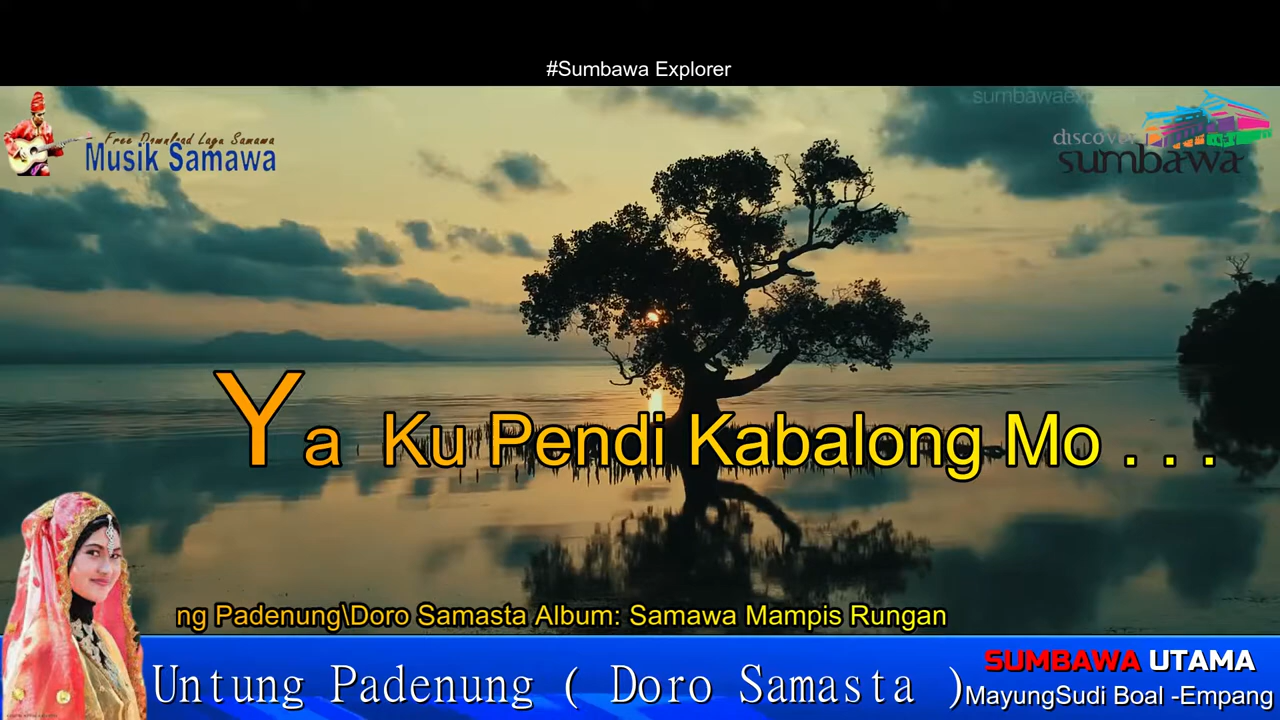 #Sumbawa Explorer
Free Download Lagu Samawa
Musik Samawa
discover
sumbawa
Ya Ku Pendi Kabalong Mo . . .
ng Padenung\Doro Samasta Album: Samawa Mampis Rungan
Untung Padenung ( Doro Samasta )
SUMBAWA UTAMA
MayungSudi Boal -Empang